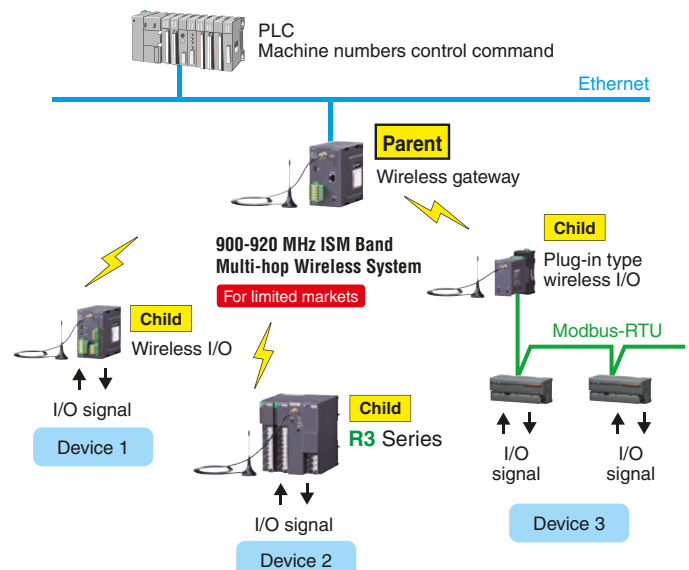 PLC
Machine numbers control command
Ethernet
Parent
Wireless gateway
900-920 MHz ISM Band
Multi-hop Wireless System
For limited markets
Child
Plug-in type
wireless I/O
Modbus-RTU
Child
Wireless I/O
I/O signal
Device 1
Child
R3 Series
I/O signal
Device 2
I/O
signal
I/O
signal
Device 3